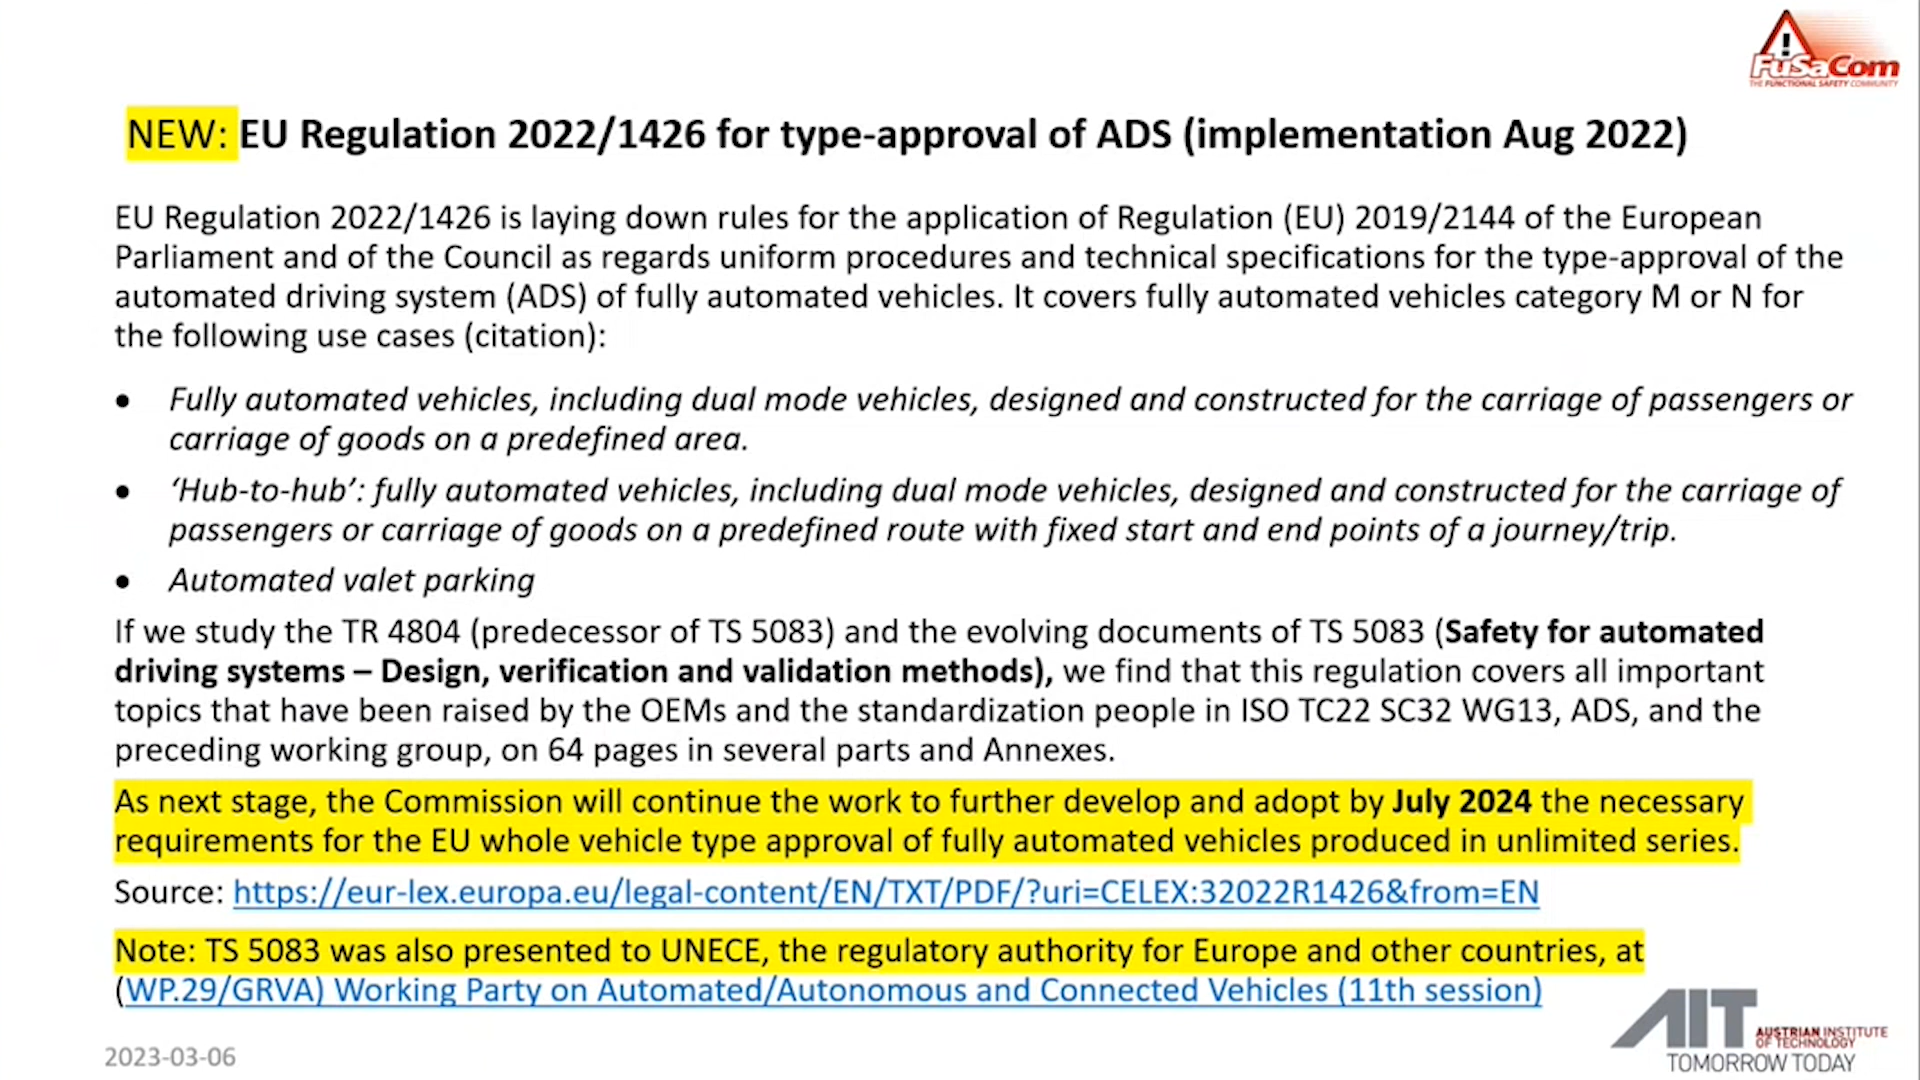 FuSaCom
THE FUNCTIONAL SAFETY COMMUNITY
NEW: EU Regulation 2022/1426 for type-approval of ADS (implementation Aug 2022)
EU Regulation 2022/1426 is laying down rules for the application of Regulation (EU) 2019/2144 of the European
Parliament and of the Council as regards uniform procedures and technical specifications for the type-approval of the
automated driving system (ADS) of fully automated vehicles. It covers fully automated vehicles category M or N for
the following use cases (citation):
• Fully automated vehicles, including dual mode vehicles, designed and constructed for the carriage of passengers or
carriage of goods on a predefined area.
• ‘Hub-to-hub’: fully automated vehicles, including dual mode vehicles, designed and constructed for the carriage of
passengers or carriage of goods on a predefined route with fixed start and end points of a journey/trip.
• Automated valet parking
If we study the TR 4804 (predecessor of TS 5083) and the evolving documents of TS 5083 (Safety for automated
driving systems – Design, verification and validation methods), we find that this regulation covers all important
topics that have been raised by the OEMs and the standardization people in ISO TC22 SC32 WG13, ADS, and the
preceding working group, on 64 pages in several parts and Annexes.
As next stage, the Commission will continue the work to further develop and adopt by July 2024 the necessary
requirements for the EU whole vehicle type approval of fully automated vehicles produced in unlimited series.
Source: https://eur-lex.europa.eu/legal-content/EN/TXT/PDF/?uri=CELEX:32022R1426&from=EN
Note: TS 5083 was also presented to UNECE, the regulatory authority for Europe and other countries, at
(WP.29/GRVA) Working Party on Automated/Autonomous and Connected Vehicles (11th session)
2023-03-06
AIT
AUSTRIAN INSTITUTE
OF TECHNOLOGY
TOMORROW TODAY